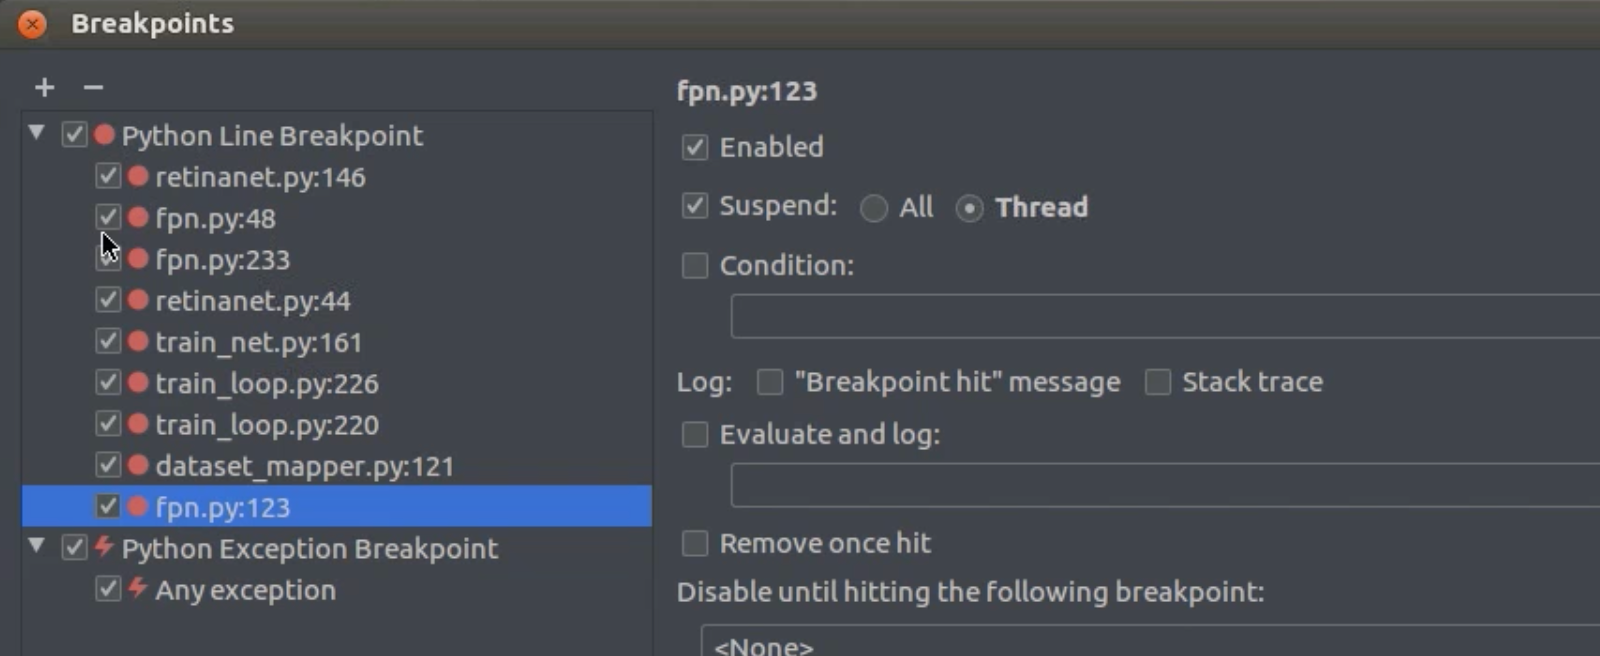 Breakpoints
+ −
Python Line Breakpoint
retinanet.py:146
fpn.py:48
fpn.py:233
retinanet.py:44
train_net.py:161
train_loop.py:226
train_loop.py:220
dataset_mapper.py:121
fpn.py:123
Python Exception Breakpoint
Any exception
fpn.py:123
Enabled
Suspend: All Thread
Condition:
Log: "Breakpoint hit" message Stack trace
Evaluate and log:
Remove once hit
Disable until hitting the following breakpoint:
<None>